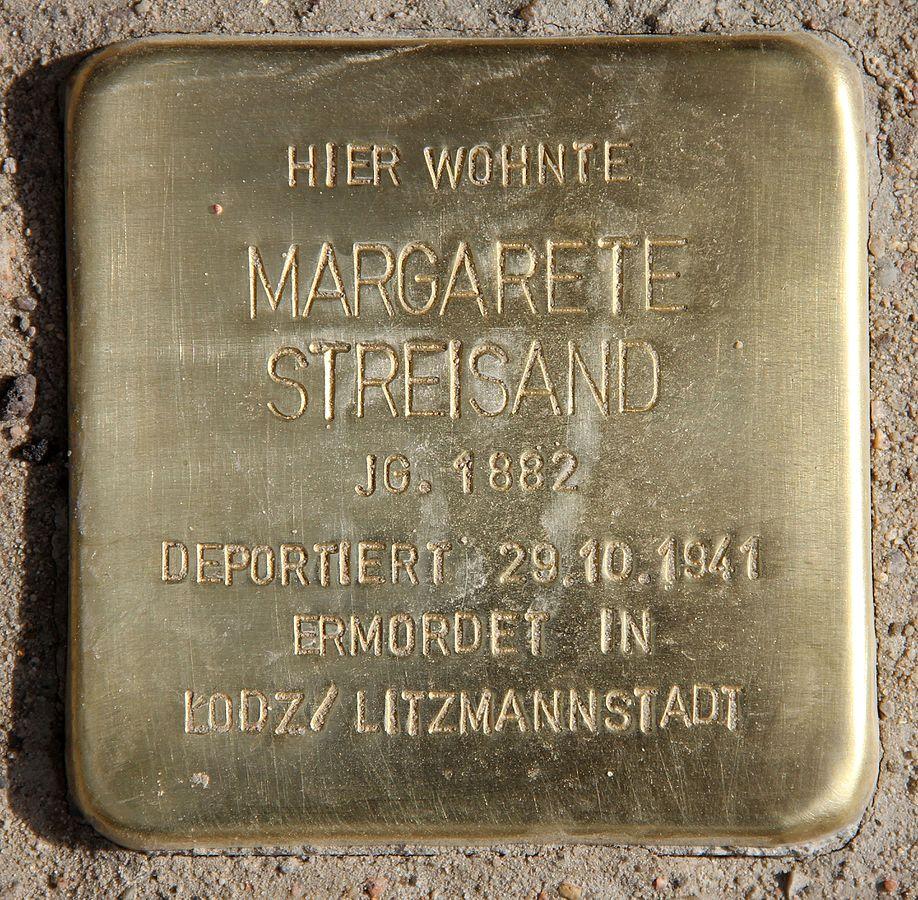 HIER WOHNTE
MARGARETE
STREISAND
JG. 1882
DEPORTIERT 29.10.1941
ERMORDET IN
ŁODZ/ LITZMANNSTADT